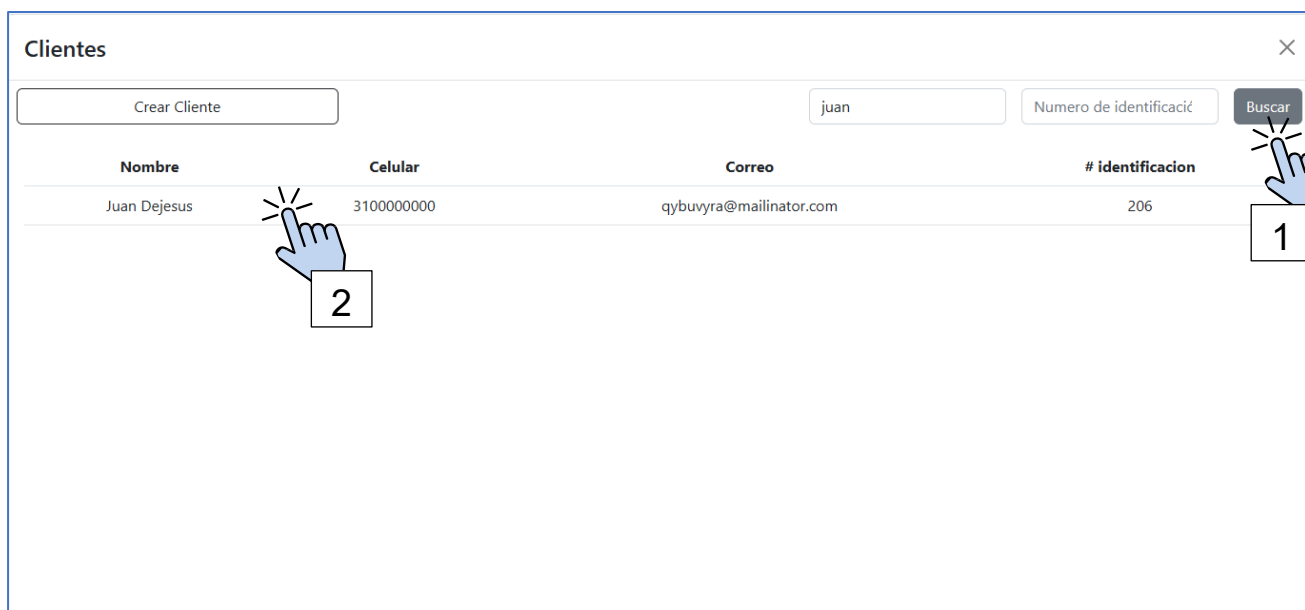 Clientes
Crear Cliente juan Numero de identificació Buscar
Nombre Celular Correo # identificacion
Juan Dejesus 3100000000 qybuvyra@mailinator.com 206
1
2